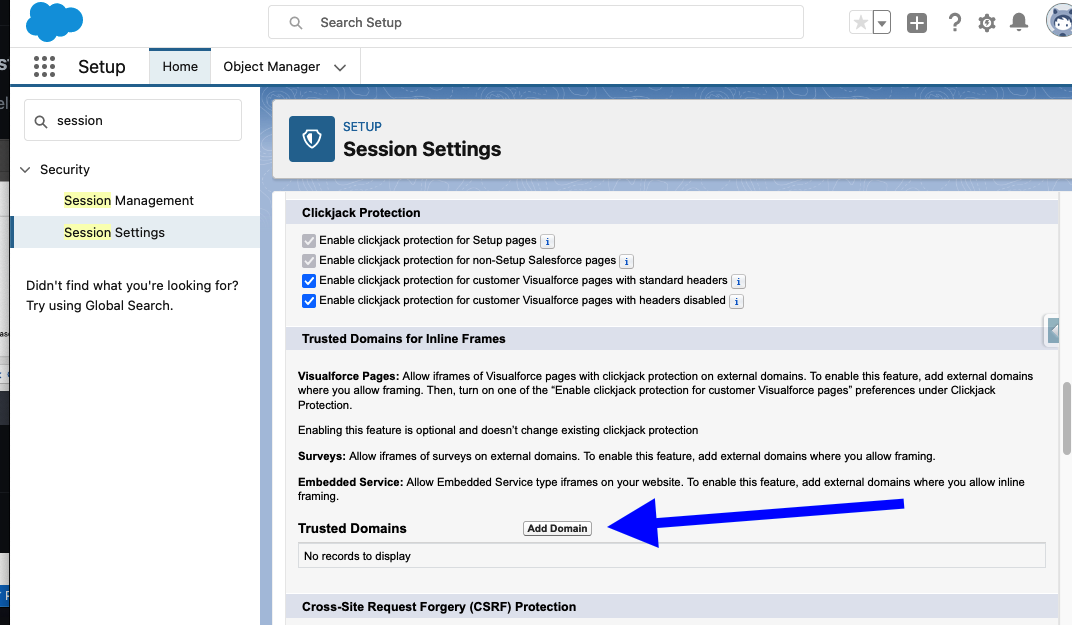 Search Setup
Setup
Home
Object Manager
session
Security
Session Management
Session Settings
Didn't find what you're looking for?
Try using Global Search.
SETUP
Session Settings
Clickjack Protection
Enable clickjack protection for Setup pages i
Enable clickjack protection for non-Setup Salesforce pages i
Enable clickjack protection for customer Visualforce pages with standard headers i
Enable clickjack protection for customer Visualforce pages with headers disabled i
Trusted Domains for Inline Frames
Visualforce Pages: Allow iframes of Visualforce pages with clickjack protection on external domains. To enable this feature, add external domains
where you allow framing. Then, turn on one of the “Enable clickjack protection for customer Visualforce pages” preferences under Clickjack
Protection.
Enabling this feature is optional and doesn’t change existing clickjack protection
Surveys: Allow iframes of surveys on external domains. To enable this feature, add external domains where you allow framing.
Embedded Service: Allow Embedded Service type iframes on your website. To enable this feature, add external domains where you allow inline
framing.
Trusted Domains
Add Domain
No records to display
Cross-Site Request Forgery (CSRF) Protection